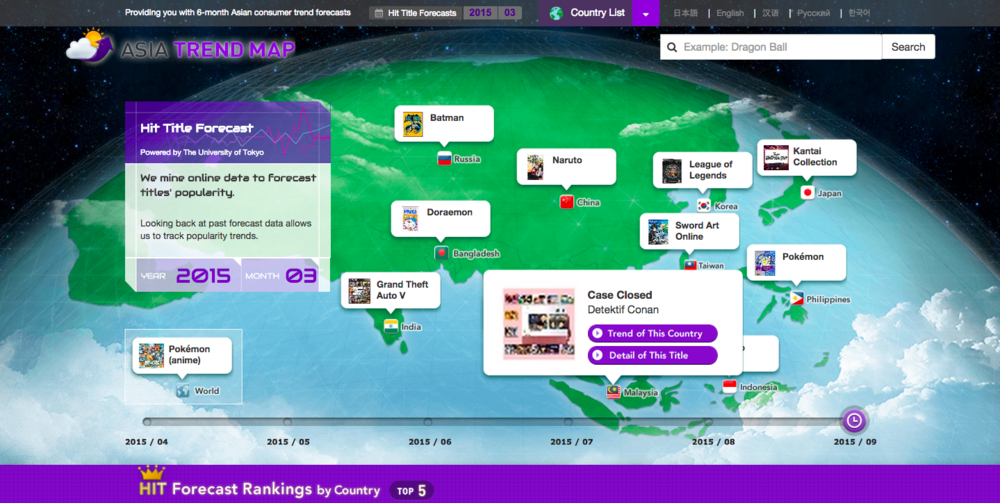 Providing you with 6-month Asian consumer trend forecasts
Hit Title Forecasts 2015 03
Country List
日本語 | English | 汉语 | Русский | 한국어
ASIA TREND MAP
Example: Dragon Ball
Search
Hit Title Forecast
Powered by The University of Tokyo
We mine online data to forecast
titles' popularity.
Looking back at past forecast data allows
us to track popularity trends.
YEAR 2015 MONTH 03
Batman
Russia
Naruto
China
League of
Legends
Korea
Kantai
Collection
Japan
Doraemon
Bangladesh
Sword Art
Online
Taiwan
Pokémon
Philippines
Grand Theft
Auto V
India
Case Closed
Detektif Conan
Trend of This Country
Detail of This Title
Malaysia
Indonesia
Pokémon
(anime)
World
2015 / 04
2015 / 05
2015 / 06
2015 / 07
2015 / 08
2015 / 09
HIT Forecast Rankings by Country TOP 5